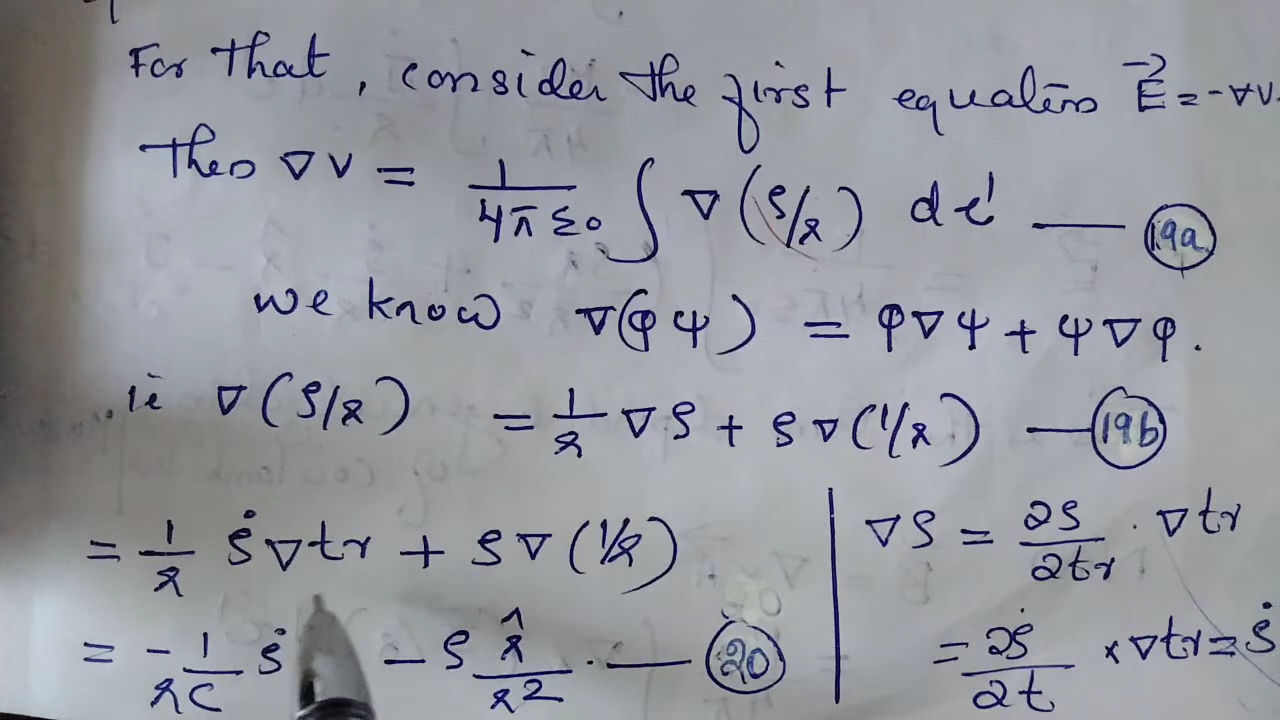 For that, consider the first equation E⃗ = -∇V.
Then ∇V = 1/4πε₀ ∫ ∇(ρ/𝓇) dτ' — (19a)
we know ∇(φψ) = φ∇ψ + ψ∇φ.
ie ∇(ρ/𝓇) = 1/𝓇 ∇ρ + ρ∇(1/𝓇) — (19b)
= 1/𝓇 ρ̇∇tr + ρ∇(1/𝓇)
= -1/𝓇c ρ̇ - ρ 𝓇̂/𝓇². — (20)
∇ρ = ∂ρ/∂tr . ∇tr
= ∂ρ/∂t × ∇tr = ρ̇